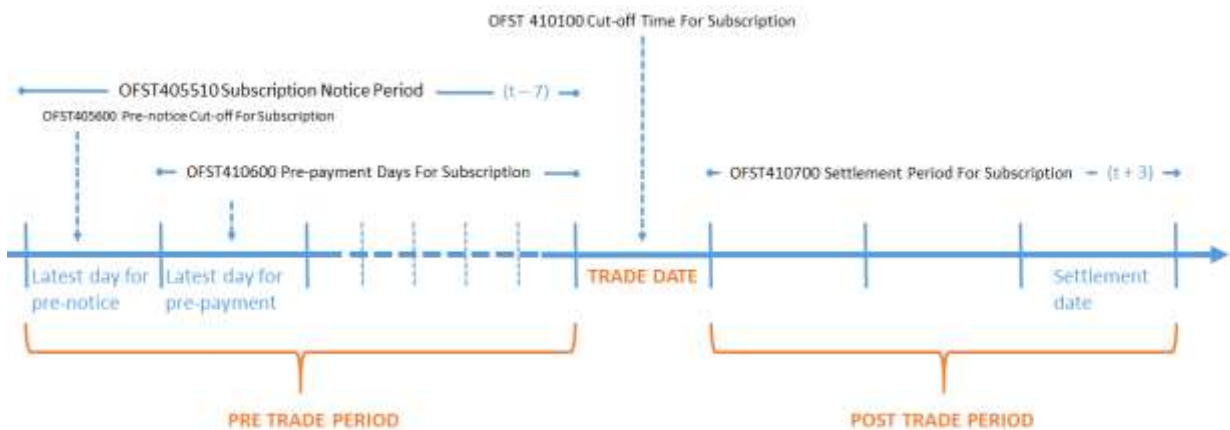 OFST 410100 Cut-off Time For Subscription
OFST405510 Subscription Notice Period (t – 7)
OFST405600 Pre-notice Cut-off For Subscription
OFST410600 Pre-payment Days For Subscription
OFST410700 Settlement Period For Subscription (t + 3)
Latest day for
pre-notice
Latest day for
pre-payment
TRADE DATE
Settlement
date
PRE TRADE PERIOD
POST TRADE PERIOD